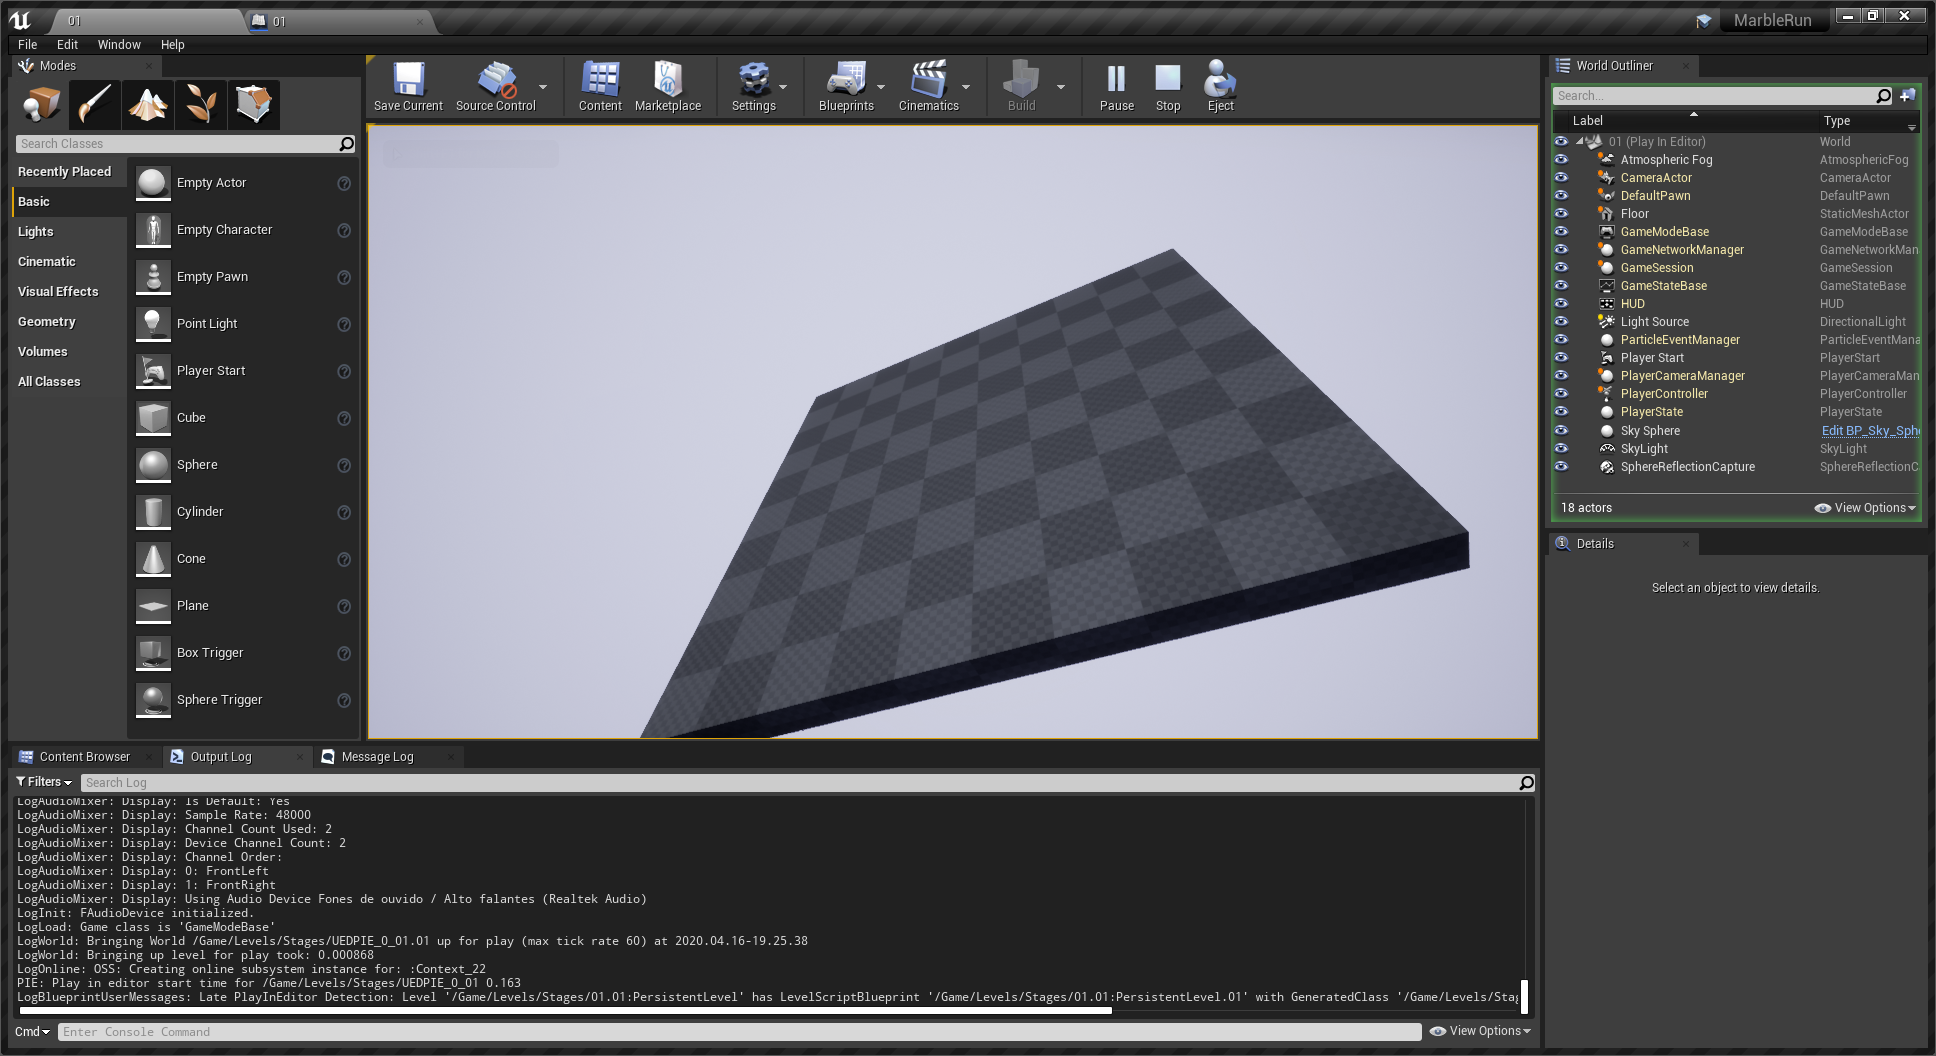 01
01
MarbleRun
File
Edit
Window
Help
Modes
Search Classes
Recently Placed
Basic
Lights
Cinematic
Visual Effects
Geometry
Volumes
All Classes
Empty Actor
Empty Character
Empty Pawn
Point Light
Player Start
Cube
Sphere
Cylinder
Cone
Plane
Box Trigger
Sphere Trigger
Save Current
Source Control
Content
Marketplace
Settings
Blueprints
Cinematics
Build
Pause
Stop
Eject
World Outliner
Search...
Label Type
01 (Play In Editor) World
Atmospheric Fog AtmosphericFog
CameraActor CameraActor
DefaultPawn DefaultPawn
Floor StaticMeshActor
GameModeBase GameModeBase
GameNetworkManager GameNetworkMan
GameSession GameSession
GameStateBase GameStateBase
HUD HUD
Light Source DirectionalLight
ParticleEventManager ParticleEventMana
Player Start PlayerStart
PlayerCameraManager PlayerCameraMan
PlayerController PlayerController
PlayerState PlayerState
Sky Sphere Edit BP_Sky_Sphe
SkyLight SkyLight
SphereReflectionCapture SphereReflectionC
18 actors
View Options
Details
Select an object to view details.
Content Browser
Output Log
Message Log
Filters
Search Log
LogAudioMixer: Display: Is Default: Yes
LogAudioMixer: Display: Sample Rate: 48000
LogAudioMixer: Display: Channel Count Used: 2
LogAudioMixer: Display: Device Channel Count: 2
LogAudioMixer: Display: Channel Order:
LogAudioMixer: Display: 0: FrontLeft
LogAudioMixer: Display: 1: FrontRight
LogAudioMixer: Display: Using Audio Device Fones de ouvido / Alto falantes (Realtek Audio)
LogInit: FAudioDevice initialized.
LogLoad: Game class is 'GameModeBase'
LogWorld: Bringing World /Game/Levels/Stages/UEDPIE_0_01.01 up for play (max tick rate 60) at 2020.04.16-19.25.38
LogWorld: Bringing up level for play took: 0.000868
LogOnline: OSS: Creating online subsystem instance for: :Context_22
PIE: Play in editor start time for /Game/Levels/Stages/UEDPIE_0_01 0.163
LogBlueprintUserMessages: Late PlayInEditor Detection: Level '/Game/Levels/Stages/01.01:PersistentLevel' has LevelScriptBlueprint '/Game/Levels/Stages/01.01:PersistentLevel.01' with GeneratedClass '/Game/Levels/Stag
Cmd
Enter Console Command
View Options